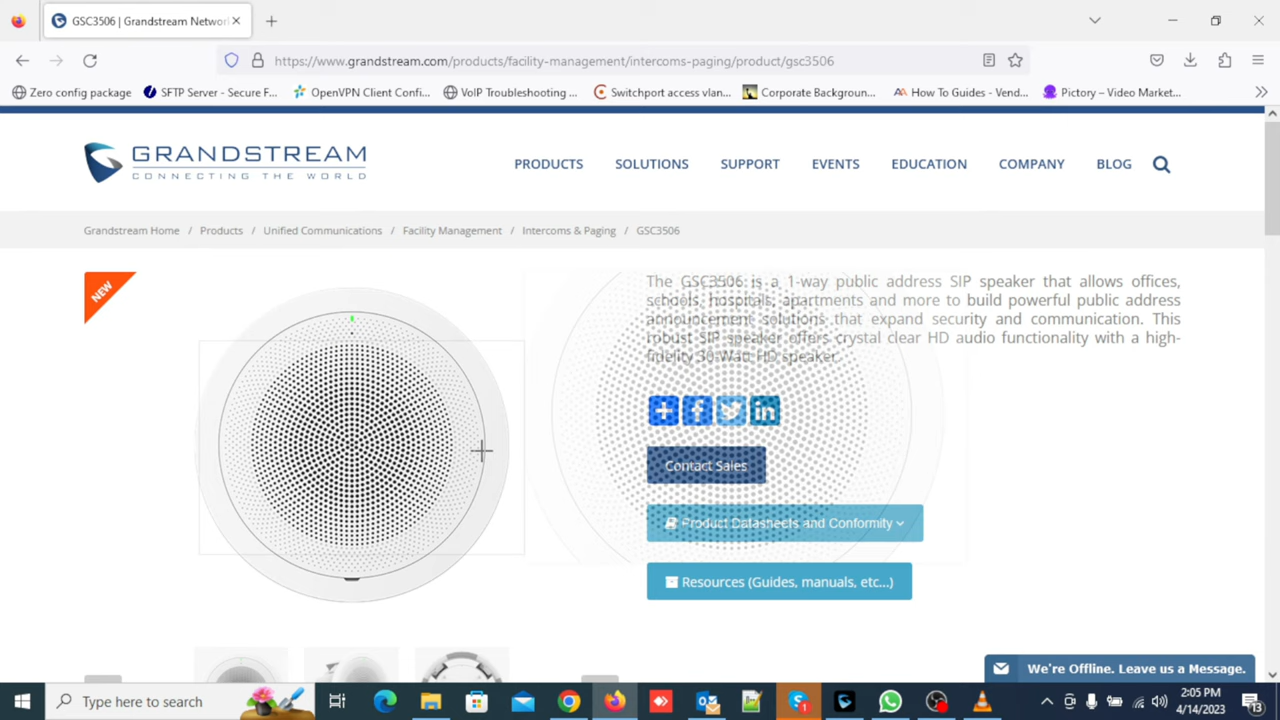 GSC3506 | Grandstream Networ
https://www.grandstream.com/products/facility-management/intercoms-paging/product/gsc3506
Zero config package
SFTP Server - Secure F...
OpenVPN Client Confi...
VoIP Troubleshooting ...
Switchport access vlan...
Corporate Backgroun...
How To Guides - Vend...
Pictory – Video Market...
GRANDSTREAM
CONNECTING THE WORLD
PRODUCTS
SOLUTIONS
SUPPORT
EVENTS
EDUCATION
COMPANY
BLOG
Grandstream Home / Products / Unified Communications / Facility Management / Intercoms & Paging / GSC3506
NEW
The GSC3506 is a 1-way public address SIP speaker that allows offices,
schools, hospitals, apartments and more to build powerful public address
announcement solutions that expand security and communication. This
robust SIP speaker offers crystal clear HD audio functionality with a high-
fidelity 30-Watt HD speaker.
Contact Sales
Product Datasheets and Conformity
Resources (Guides, manuals, etc...)
We're Offline. Leave us a Message.
Type here to search
2:05 PM
4/14/2023
13